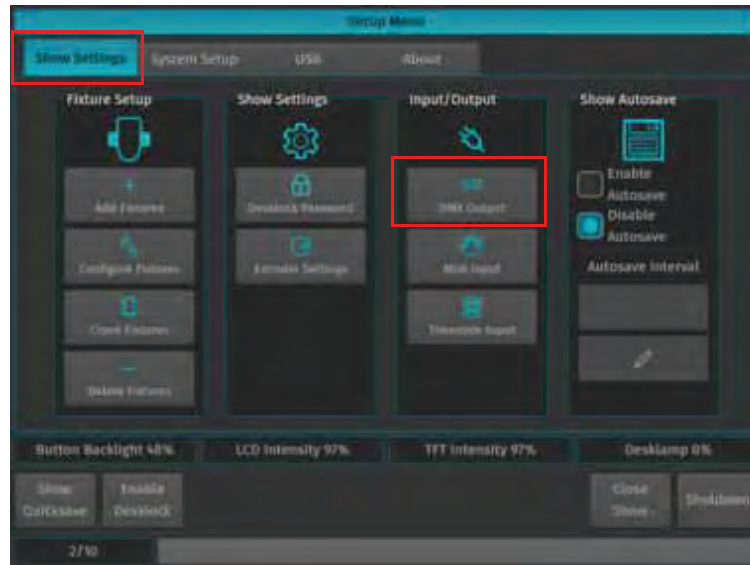 Setup Menu
Show Settings System Setup USB About
Fixture Setup Show Settings Input/Output Show Autosave
Add Fixtures Desklock Password DMX Output Enable
Autosave
Disable
Autosave
Configure Fixtures Encoder Settings Midi Input Autosave Interval
Clone Fixtures Timecode Input
Delete Fixtures
Button Backlight 48% LCD Intensity 97% TFT Intensity 97% Desklamp 0%
Show
Quicksave
Enable
Desklock
Close
Show
Shutdown
2/10